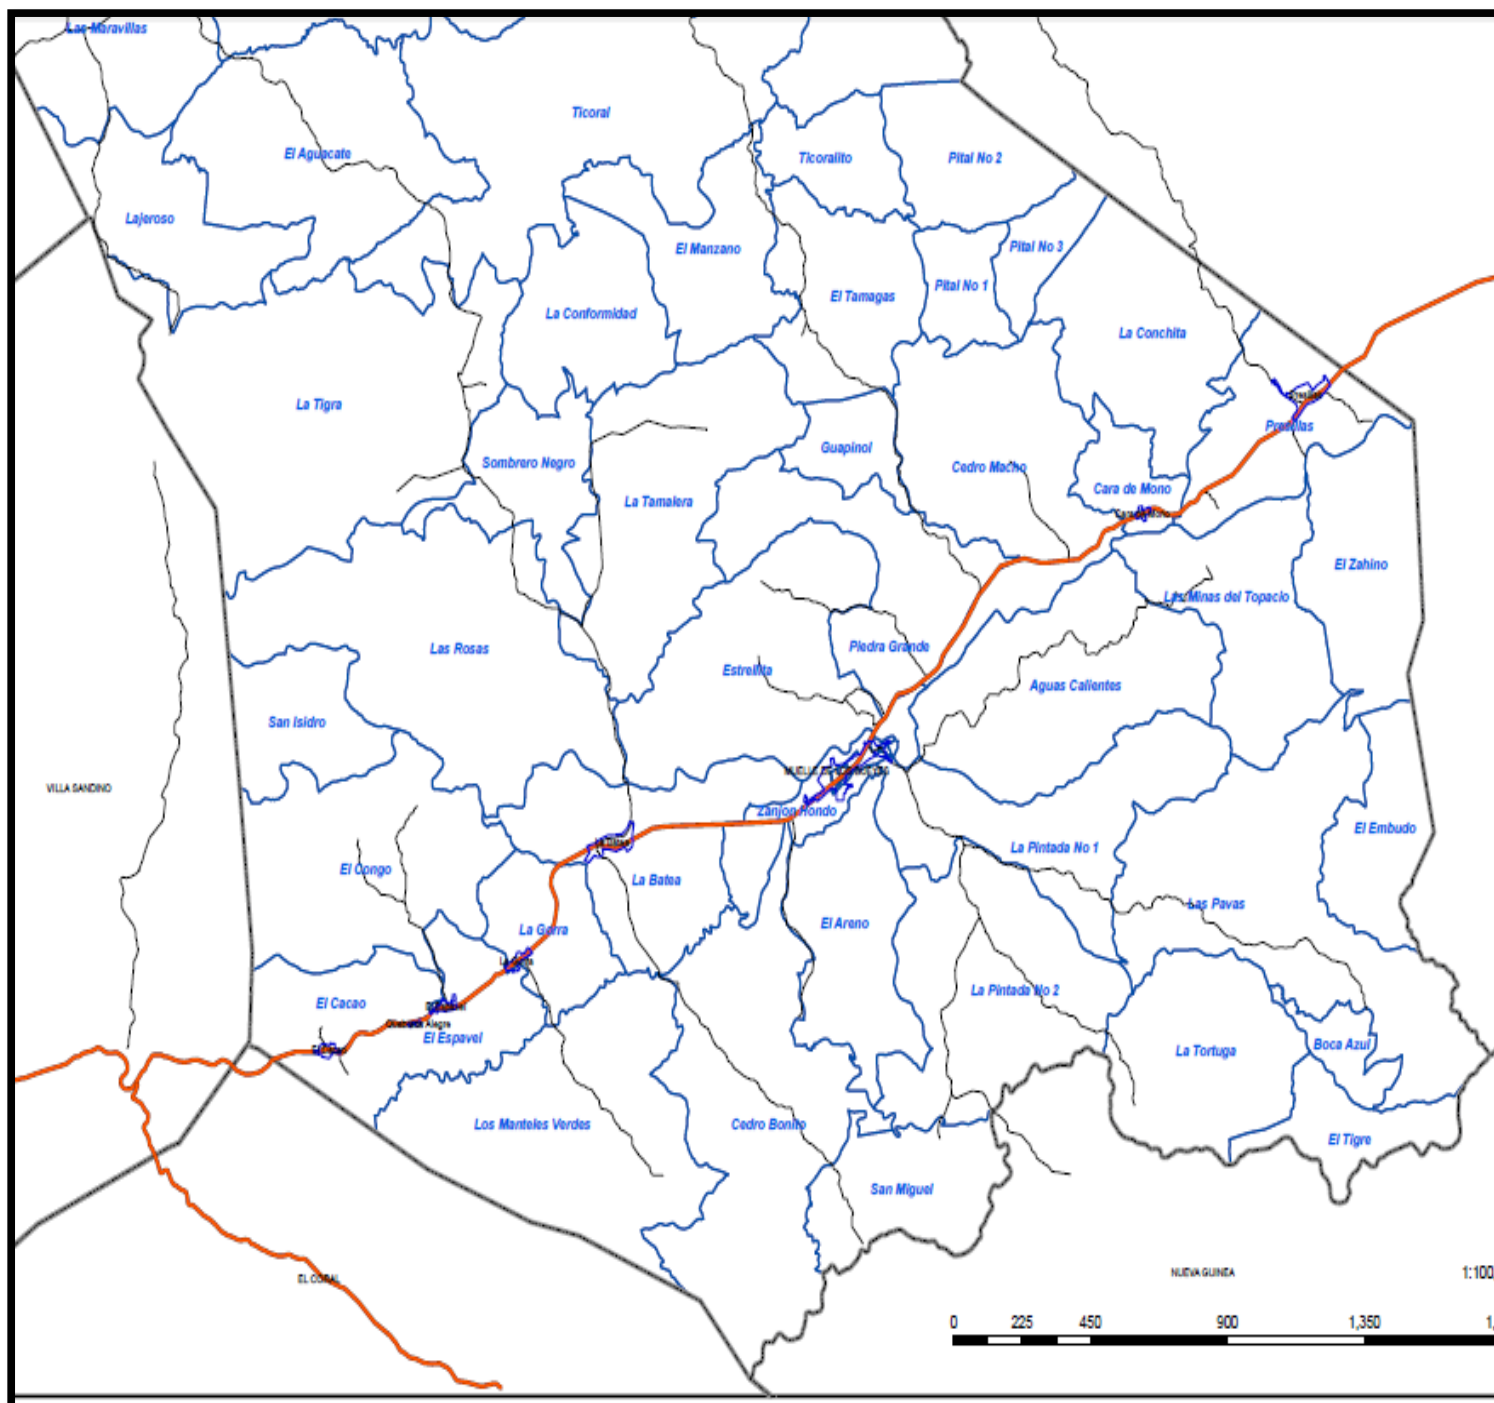 Las Maravillas
Ticoral
El Aguacate
Ticoralito
Pital No 2
Lajeroso
El Manzano
Pital No 3
Pital No 1
El Tamagas
La Conformidad
La Conchita
La Tigra
Guapinol
Sombrero Negro
Cedro Macho
La Tamalera
Cara de Mono
El Zahino
Las Minas del Topacio
Las Rosas
Piedra Grande
Estrellita
Aguas Calientes
San Isidro
VILLA SANDINO
Zanjon Hondo
El Embudo
La Pintada No 1
El Congo
La Batea
Las Pavas
El Areno
La Gorra
La Pintada No 2
El Cacao
El Espavel
Boca Azul
La Tortuga
Los Manteles Verdes
Cedro Bonito
El Tigre
San Miguel
NUEVA GUINEA
EL CORAL
1:100,
0 225 450 900 1,350 1,